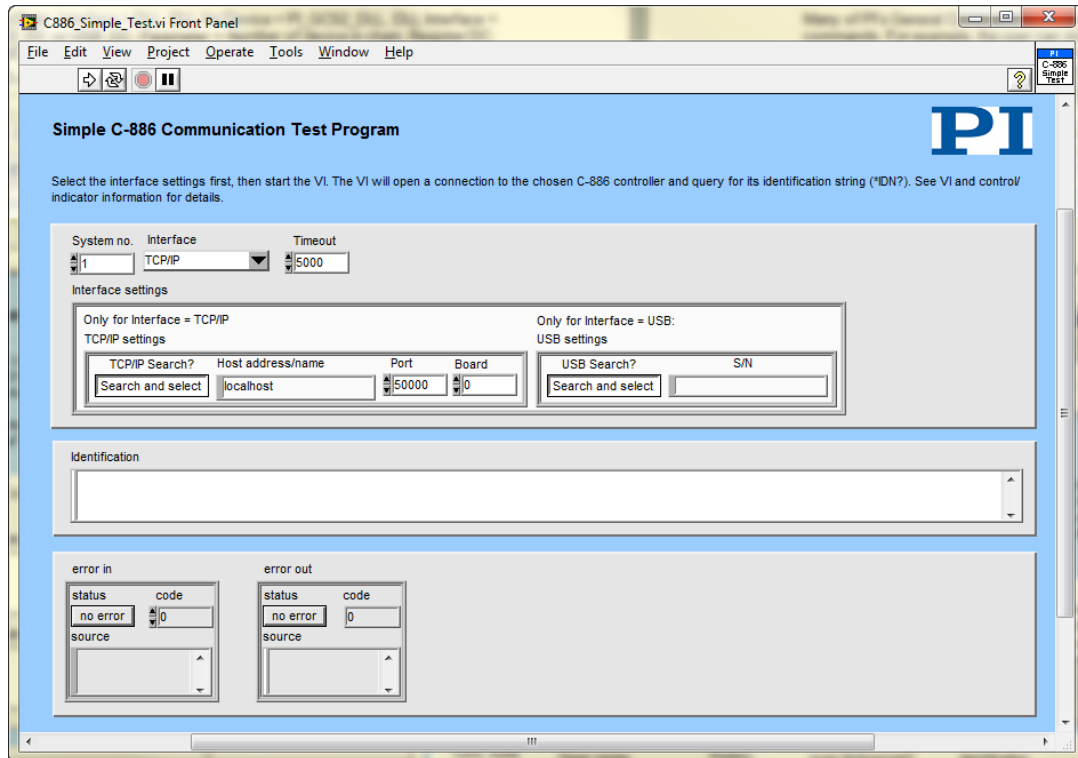 C886_Simple_Test.vi Front Panel
File Edit View Project Operate Tools Window Help
PI
C-886
Simple
Test
Simple C-886 Communication Test Program
PI
Select the interface settings first, then start the VI. The VI will open a connection to the chosen C-886 controller and query for its identification string (*IDN?). See VI and control/
indicator information for details.
System no. Interface Timeout
1 TCP/IP 5000
Interface settings
Only for Interface = TCP/IP Only for Interface = USB:
TCP/IP settings USB settings
TCP/IP Search? Host address/name Port Board USB Search? S/N
Search and select localhost 50000 0 Search and select
Identification
error in error out
status code status code
no error 0 no error 0
source source